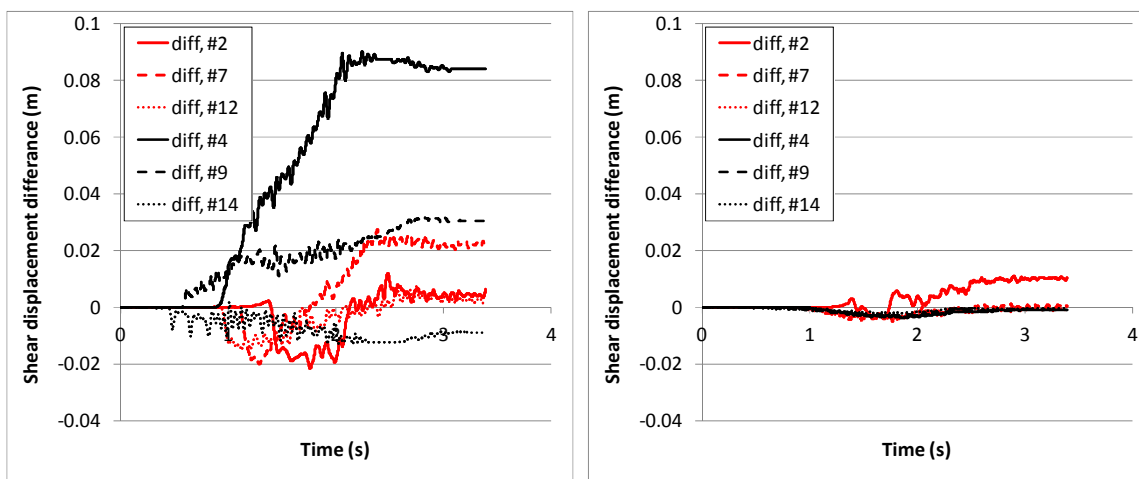 0.1
0.08
0.06
0.04
0.02
0
-0.02
-0.04
Shear displacement differance (m)
diff, #2
diff, #7
diff, #12
diff, #4
diff, #9
diff, #14
0
1
2
3
4
Time (s)
0.1
0.08
0.06
0.04
0.02
0
-0.02
-0.04
Shear displacement differance (m)
diff, #2
diff, #7
diff, #12
diff, #4
diff, #9
diff, #14
0
1
2
3
4
Time (s)